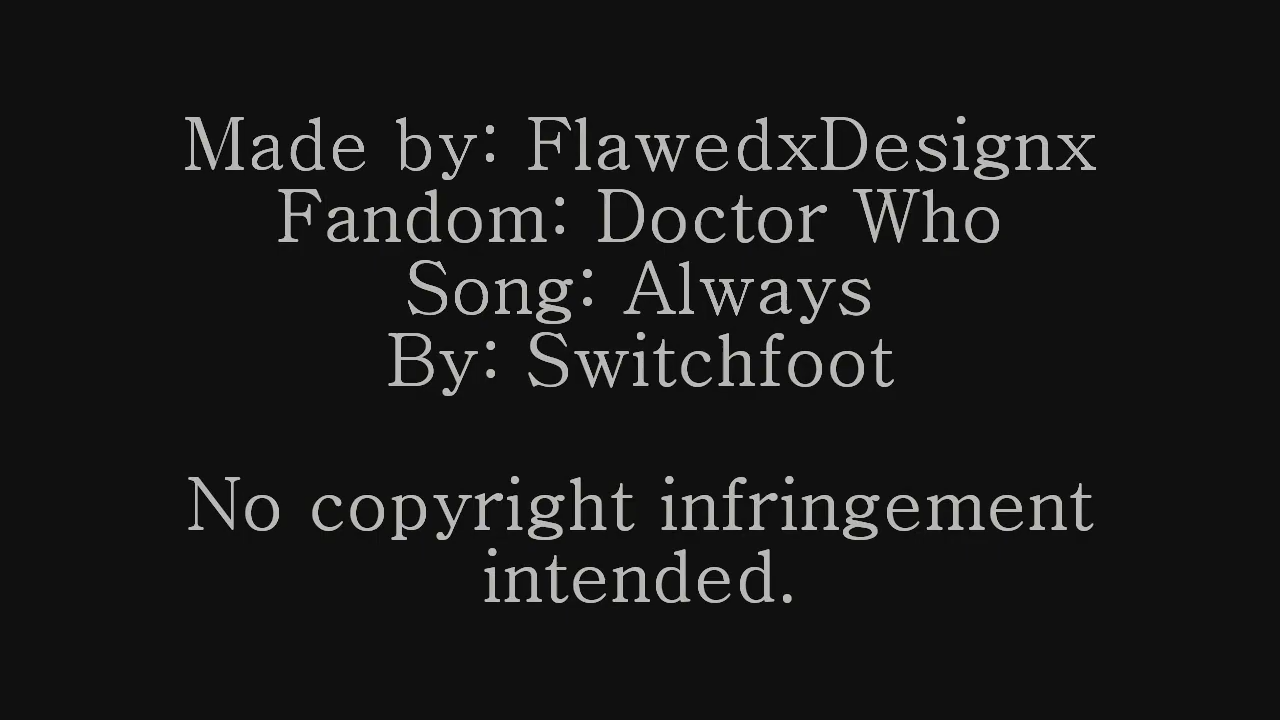 Made by: FlawedxDesignx
Fandom: Doctor Who
Song: Always
By: Switchfoot
No copyright infringement
intended.